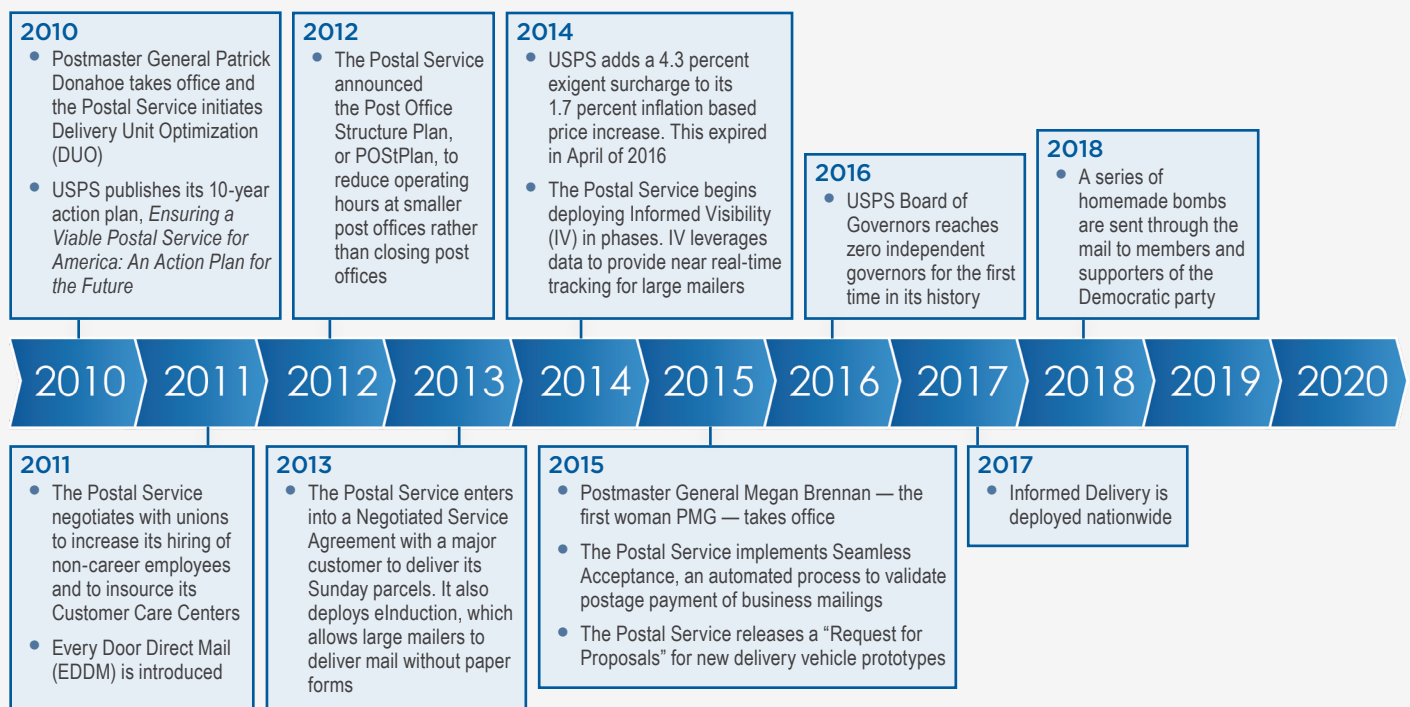 2010
• Postmaster General Patrick
Donahoe takes office and
the Postal Service initiates
Delivery Unit Optimization
(DUO)
• USPS publishes its 10-year
action plan, Ensuring a
Viable Postal Service for
America: An Action Plan for
the Future
2012
• The Postal Service
announced
the Post Office
Structure Plan,
or POStPlan, to
reduce operating
hours at smaller
post offices rather
than closing post
offices
2014
• USPS adds a 4.3 percent
exigent surcharge to its
1.7 percent inflation based
price increase. This expired
in April of 2016
• The Postal Service begins
deploying Informed Visibility
(IV) in phases. IV leverages
data to provide near real-time
tracking for large mailers
2016
• USPS Board of
Governors reaches
zero independent
governors for the first
time in its history
2018
• A series of
homemade bombs
are sent through the
mail to members and
supporters of the
Democratic party
2010 2011 2012 2013 2014 2015 2016 2017 2018 2019 2020
2011
• The Postal Service
negotiates with unions
to increase its hiring of
non-career employees
and to insource its
Customer Care Centers
• Every Door Direct Mail
(EDDM) is introduced
2013
• The Postal Service enters
into a Negotiated Service
Agreement with a major
customer to deliver its
Sunday parcels. It also
deploys eInduction, which
allows large mailers to
deliver mail without paper
forms
2015
• Postmaster General Megan Brennan — the
first woman PMG — takes office
• The Postal Service implements Seamless
Acceptance, an automated process to validate
postage payment of business mailings
• The Postal Service releases a “Request for
Proposals” for new delivery vehicle prototypes
2017
• Informed Delivery is
deployed nationwide